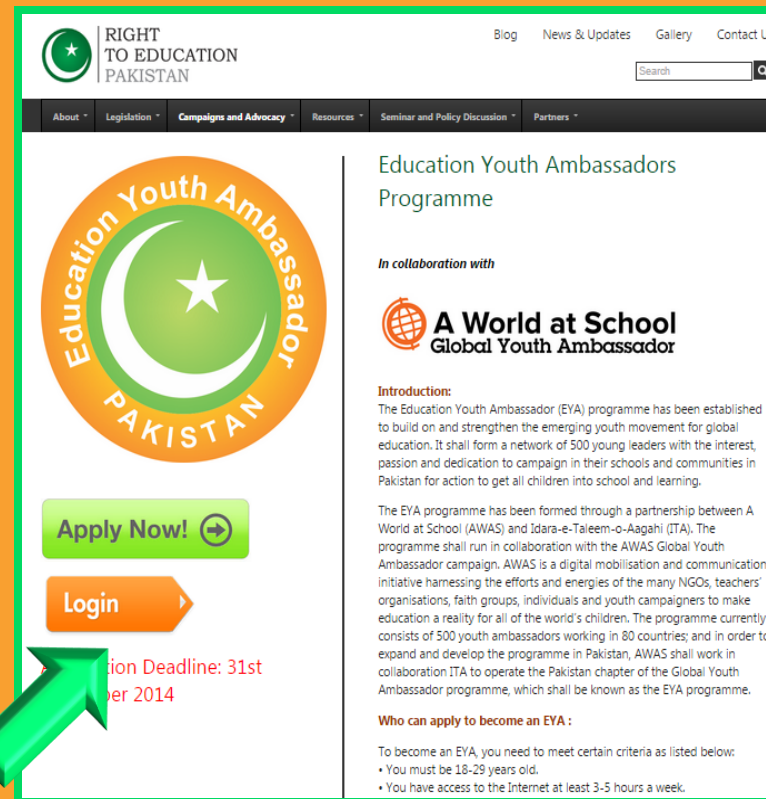 RIGHT
TO EDUCATION
PAKISTAN
Blog News & Updates Gallery Contact U
Search
About Legislation Campaigns and Advocacy Resources Seminar and Policy Discussion Partners
Education Youth Ambassador
PAKISTAN
Apply Now!
Login
tion Deadline: 31st
ber 2014
Education Youth Ambassadors
Programme
In collaboration with
A World at School
Global Youth Ambassador
Introduction:
The Education Youth Ambassador (EYA) programme has been established
to build on and strengthen the emerging youth movement for global
education. It shall form a network of 500 young leaders with the interest,
passion and dedication to campaign in their schools and communities in
Pakistan for action to get all children into school and learning.
The EYA programme has been formed through a partnership between A
World at School (AWAS) and Idara-e-Taleem-o-Aagahi (ITA). The
programme shall run in collaboration with the AWAS Global Youth
Ambassador campaign. AWAS is a digital mobilisation and communication
initiative harnessing the efforts and energies of the many NGOs, teachers'
organisations, faith groups, individuals and youth campaigners to make
education a reality for all of the world's children. The programme currently
consists of 500 youth ambassadors working in 80 countries; and in order to
expand and develop the programme in Pakistan, AWAS shall work in
collaboration ITA to operate the Pakistan chapter of the Global Youth
Ambassador programme, which shall be known as the EYA programme.
Who can apply to become an EYA :
To become an EYA, you need to meet certain criteria as listed below:
• You must be 18-29 years old.
• You have access to the Internet at least 3-5 hours a week.